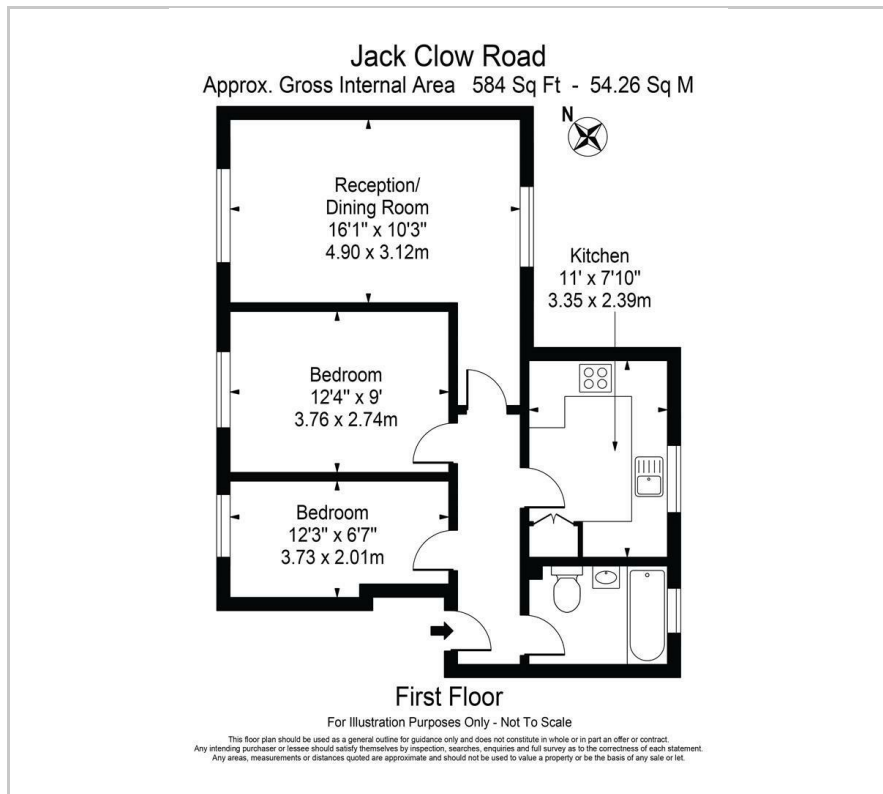 Jack Clow Road
Approx. Gross Internal Area 584 Sq Ft - 54.26 Sq M
N
Reception/
Dining Room
16'1" x 10'3"
4.90 x 3.12m
Kitchen
11' x 7'10"
3.35 x 2.39m
Bedroom
12'4" x 9'
3.76 x 2.74m
Bedroom
12'3" x 6'7"
3.73 x 2.01m
First Floor
For Illustration Purposes Only - Not To Scale
This floor plan should be used as a general outline for guidance only and does not constitute in whole or in part an offer or contract.
Any intending purchaser or lessee should satisfy themselves by inspection, searches, enquiries and full survey as to the correctness of each statement.
Any areas, measurements or distances quoted are approximate and should not be used to value a property or be the basis of any sale or let.